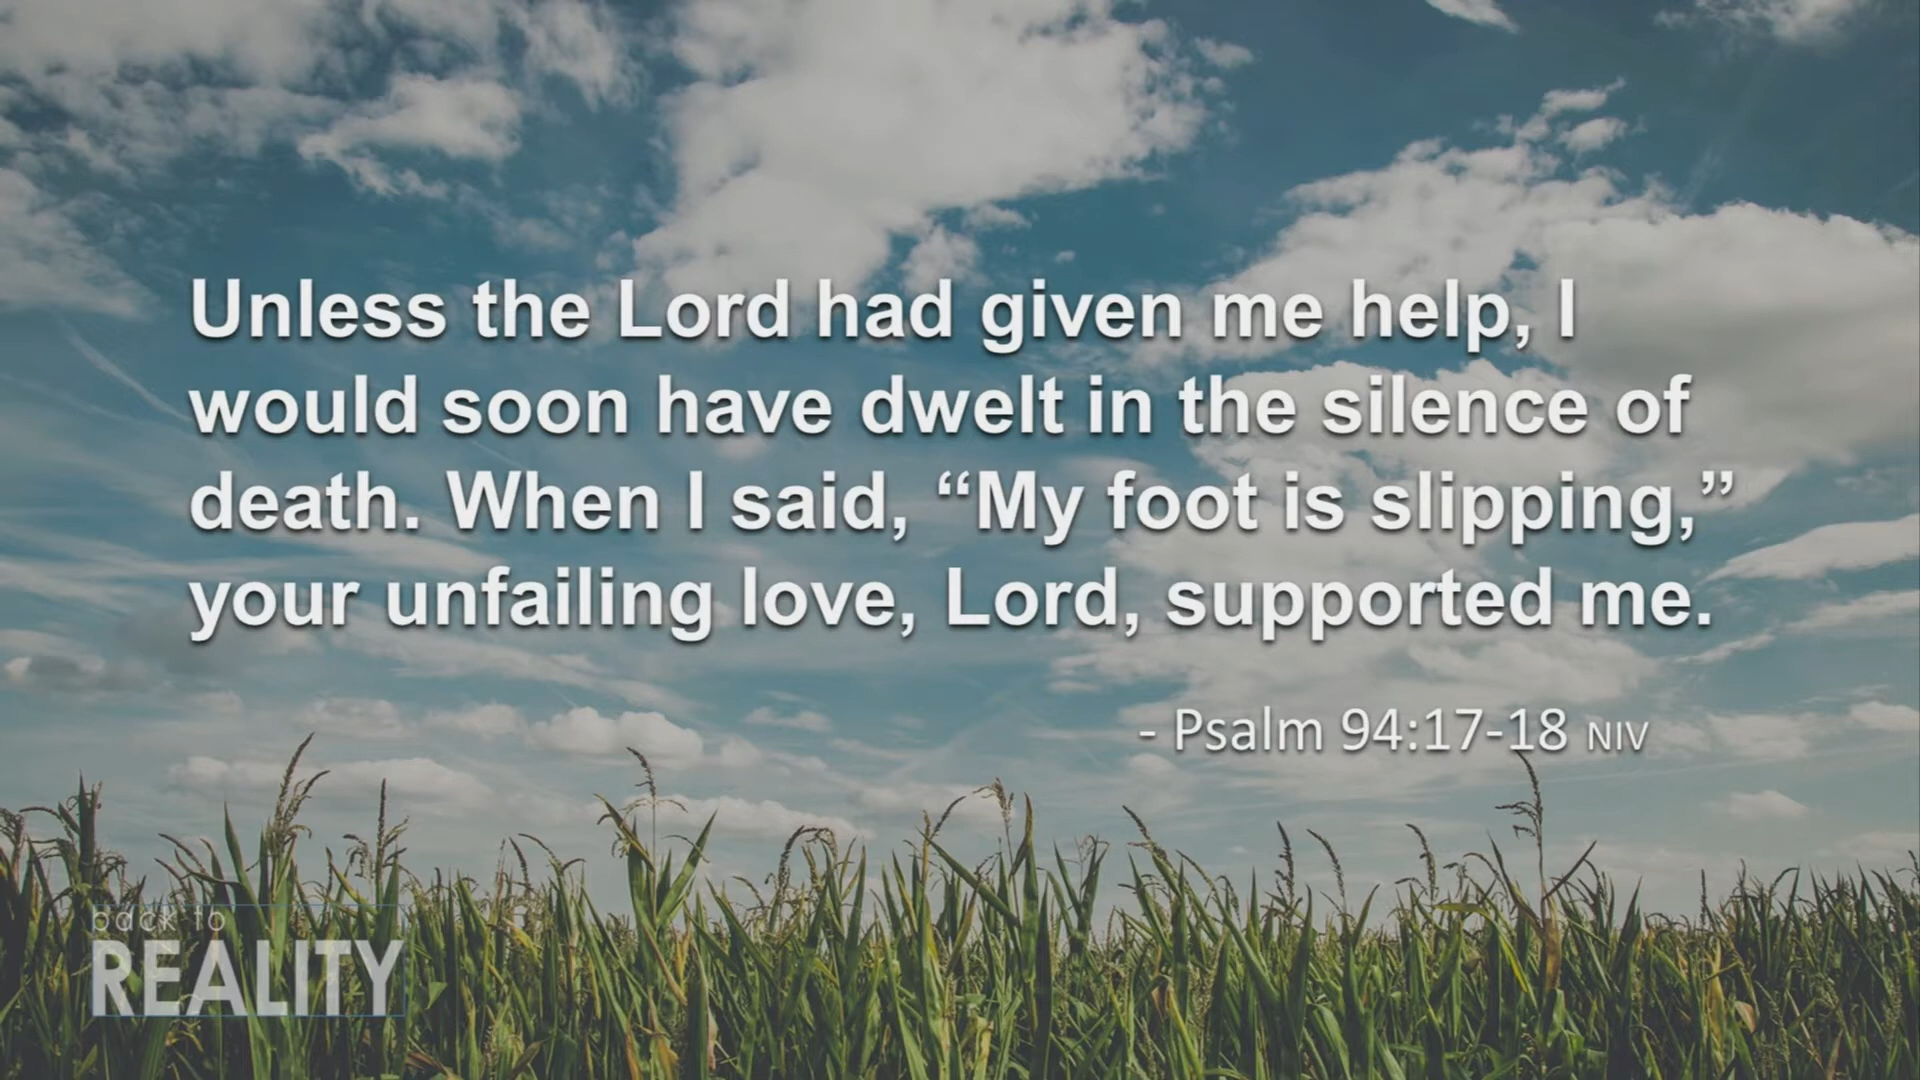 Unless the Lord had given me help, I
would soon have dwelt in the silence of
death. When I said, “My foot is slipping,”
your unfailing love, Lord, supported me.
- Psalm 94:17-18 NIV
back to
REALITY